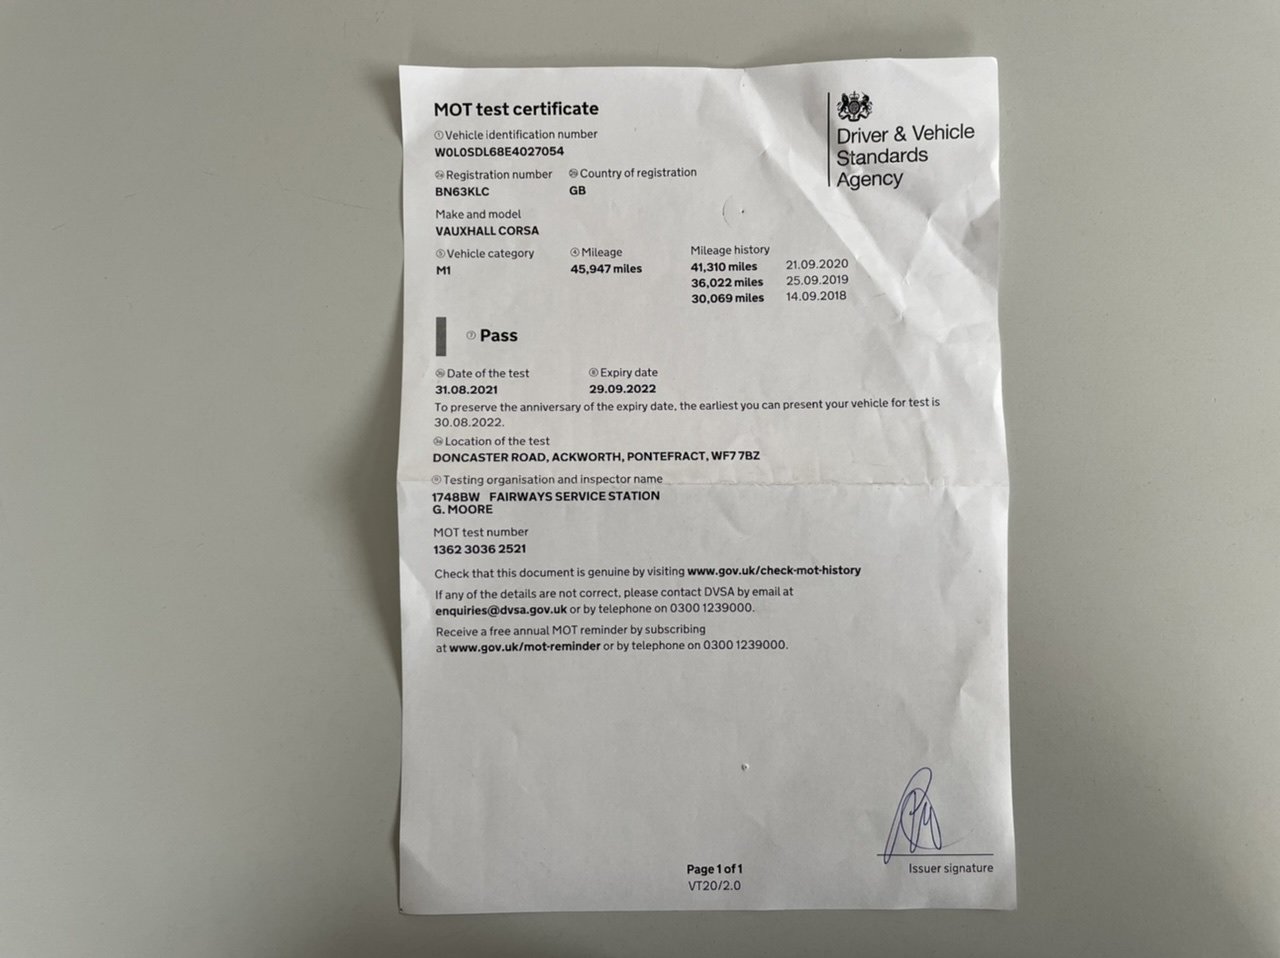 MOT test certificate
① Vehicle identification number
W0L0SDL68E4027054
Registration number Country of registration
BN63KLC GB
Make and model
VAUXHALL CORSA
⑤ Vehicle category ④ Mileage Mileage history
M1 45,947 miles 41,310 miles 21.09.2020
36,022 miles 25.09.2019
30,069 miles 14.09.2018
⑦ Pass
Date of the test ⑧ Expiry date
31.08.2021 29.09.2022
To preserve the anniversary of the expiry date, the earliest you can present your vehicle for test is
30.08.2022.
Location of the test
DONCASTER ROAD, ACKWORTH, PONTEFRACT, WF7 7BZ
Testing organisation and inspector name
1748BW FAIRWAYS SERVICE STATION
G. MOORE
MOT test number
1362 3036 2521
Check that this document is genuine by visiting www.gov.uk/check-mot-history
If any of the details are not correct, please contact DVSA by email at
enquiries@dvsa.gov.uk or by telephone on 0300 1239000.
Receive a free annual MOT reminder by subscribing
at www.gov.uk/mot-reminder or by telephone on 0300 1239000.
Driver & Vehicle
Standards
Agency
Issuer signature
Page 1 of 1
VT20/2.0